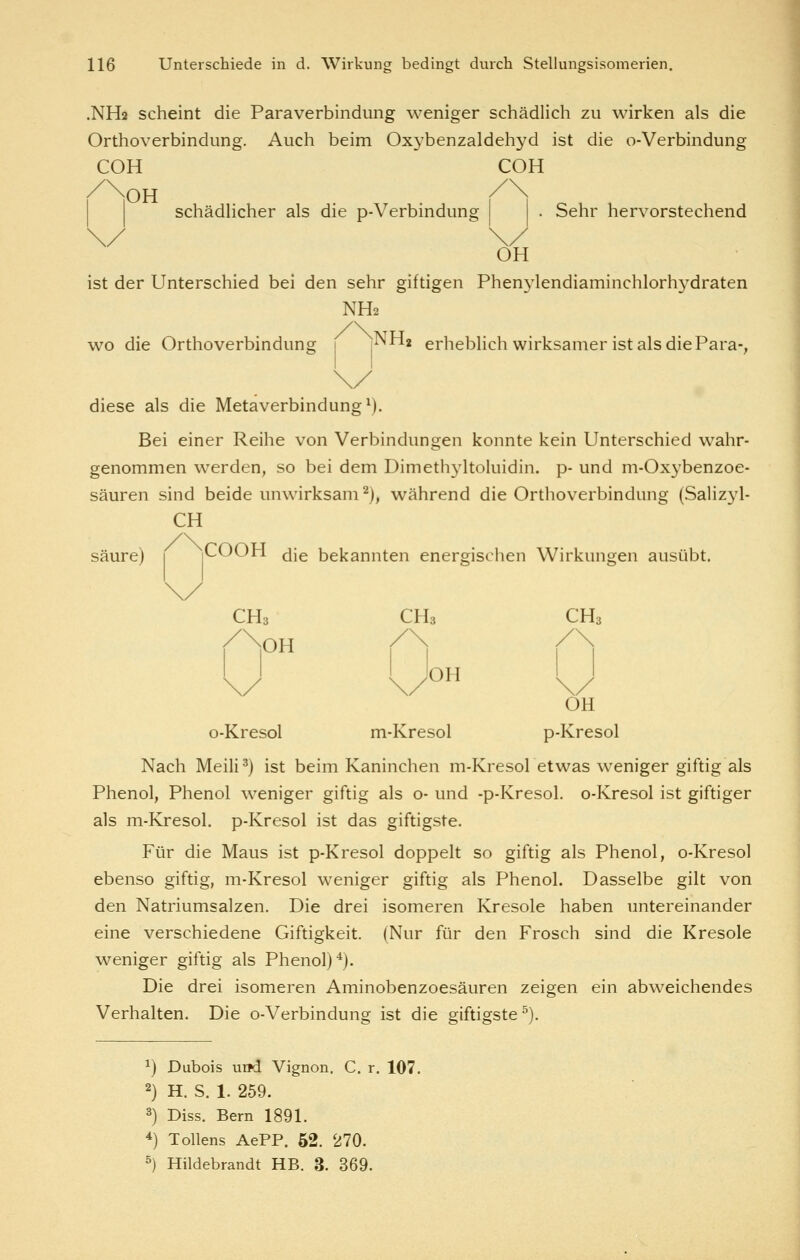 116 Unterschiede in d. Wirkung bedingt durch Stellungsisomerien.
.NH₂ scheint die Paraverbindung weniger schädlich zu wirken als die
Orthoverbindung. Auch beim Oxybenzaldehyd ist die o-Verbindung
COH COH
OH
schädlicher als die p-Verbindung . Sehr hervorstechend
OH
ist der Unterschied bei den sehr giftigen Phenylendiaminchlorhydraten
NH₂
wo die Orthoverbindung NH₂ erheblich wirksamer ist als die Para-,
diese als die Metaverbindung¹).
Bei einer Reihe von Verbindungen konnte kein Unterschied wahr-
genommen werden, so bei dem Dimethyltoluidin. p- und m-Oxybenzoe-
säuren sind beide unwirksam²), während die Orthoverbindung (Salizyl-
CH
säure) COOH die bekannten energischen Wirkungen ausübt.
CH₃ CH₃ CH₃
OH
OH
OH
o-Kresol m-Kresol p-Kresol
Nach Meili³) ist beim Kaninchen m-Kresol etwas weniger giftig als
Phenol, Phenol weniger giftig als o- und -p-Kresol. o-Kresol ist giftiger
als m-Kresol. p-Kresol ist das giftigste.
Für die Maus ist p-Kresol doppelt so giftig als Phenol, o-Kresol
ebenso giftig, m-Kresol weniger giftig als Phenol. Dasselbe gilt von
den Natriumsalzen. Die drei isomeren Kresole haben untereinander
eine verschiedene Giftigkeit. (Nur für den Frosch sind die Kresole
weniger giftig als Phenol)⁴).
Die drei isomeren Aminobenzoesäuren zeigen ein abweichendes
Verhalten. Die o-Verbindung ist die giftigste⁵).
¹) Dubois und Vignon. C. r. 107.
²) H. S. 1. 259.
³) Diss. Bern 1891.
⁴) Tollens AePP. 52. 270.
⁵) Hildebrandt HB. 3. 369.